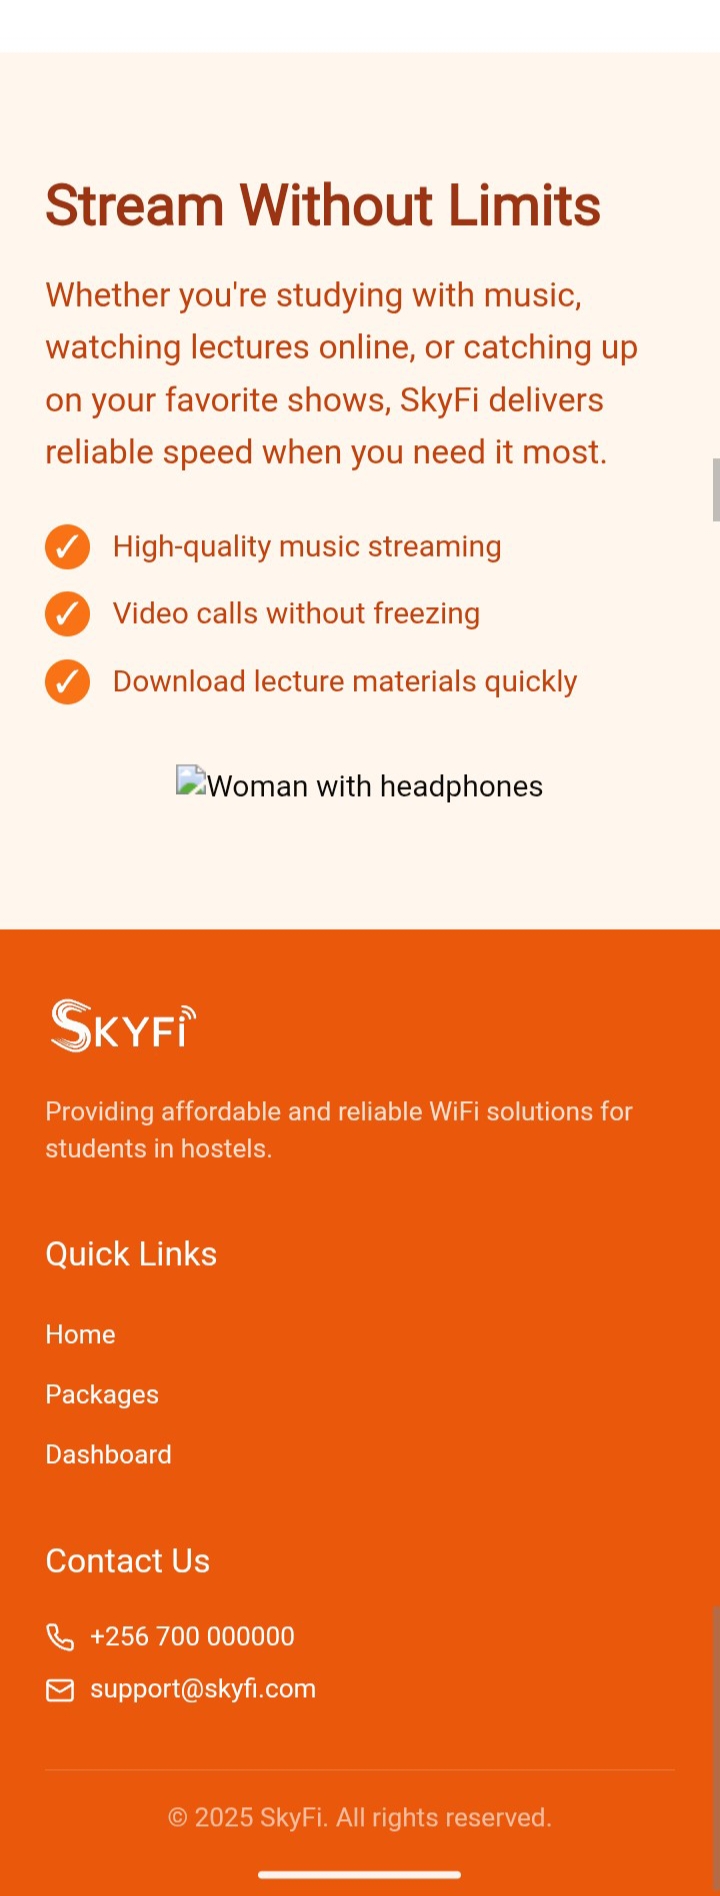 Stream Without Limits
Whether you're studying with music,
watching lectures online, or catching up
on your favorite shows, SkyFi delivers
reliable speed when you need it most.
✓ High-quality music streaming
✓ Video calls without freezing
✓ Download lecture materials quickly
Woman with headphones
SKYFi
Providing affordable and reliable WiFi solutions for
students in hostels.
Quick Links
Home
Packages
Dashboard
Contact Us
+256 700 000000
support@skyfi.com
© 2025 SkyFi. All rights reserved.